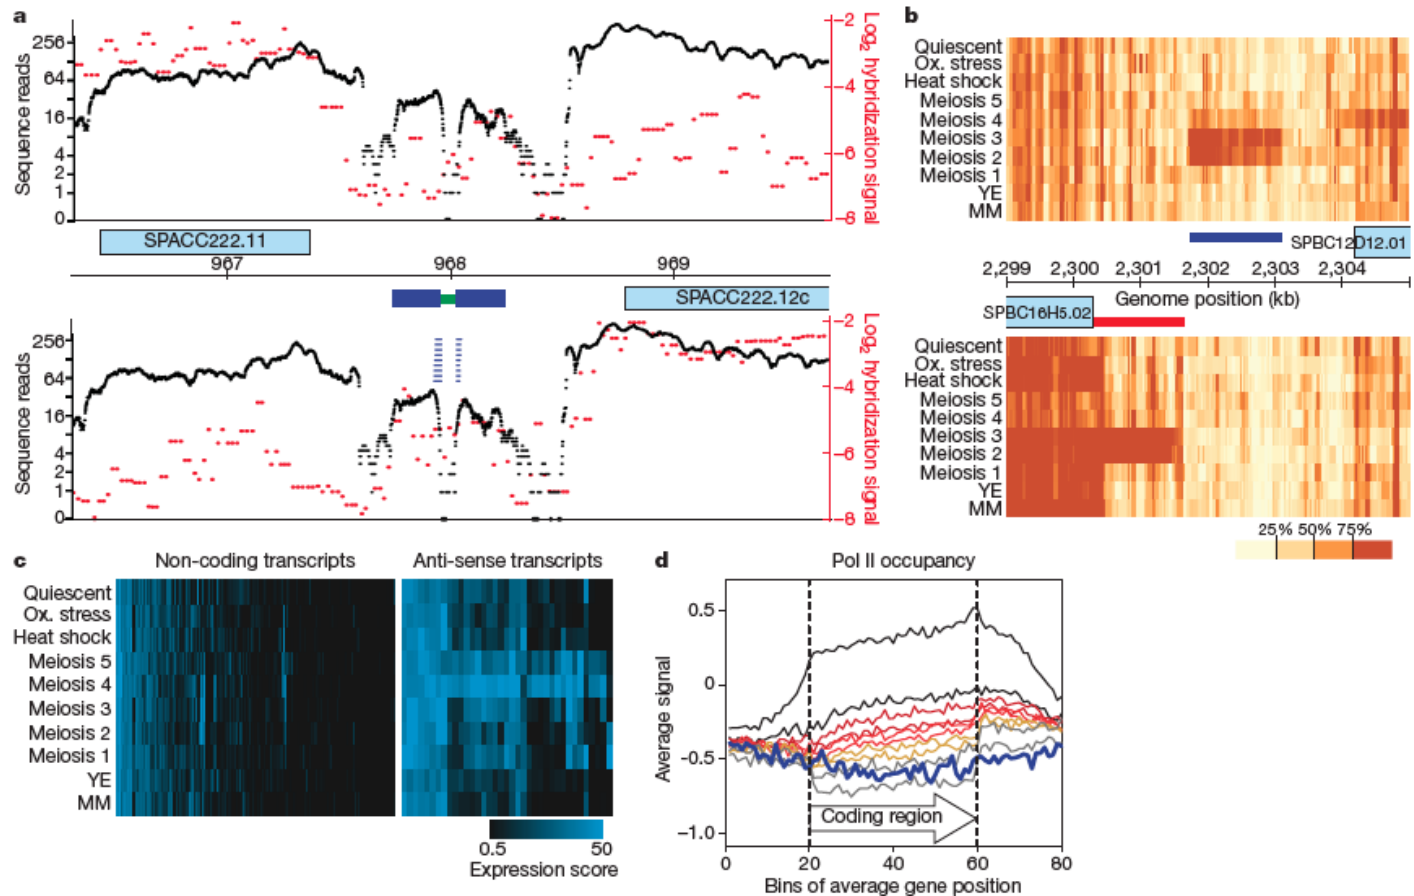 a
256
64
16
4
2
1
0
Sequence reads
–2
–4
–6
–8
Log2 hybridization signal
SPACC222.11
967
968
969
SPACC222.12c
256
64
16
4
2
1
0
Sequence reads
–2
–4
–6
–8
Log2 hybridization signal
b
Quiescent
Ox. stress
Heat shock
Meiosis 5
Meiosis 4
Meiosis 3
Meiosis 2
Meiosis 1
YE
MM
SPBC12D12.01
2,299 2,300 2,301 2,302 2,303 2,304
Genome position (kb)
SPBC16H5.02
Quiescent
Ox. stress
Heat shock
Meiosis 5
Meiosis 4
Meiosis 3
Meiosis 2
Meiosis 1
YE
MM
25% 50% 75%
c
Non-coding transcripts Anti-sense transcripts
Quiescent
Ox. stress
Heat shock
Meiosis 5
Meiosis 4
Meiosis 3
Meiosis 2
Meiosis 1
YE
MM
0.5 50
Expression score
d
Pol II occupancy
0.5
0
–0.5
–1.0
Average signal
Coding region
0 20 40 60 80
Bins of average gene position